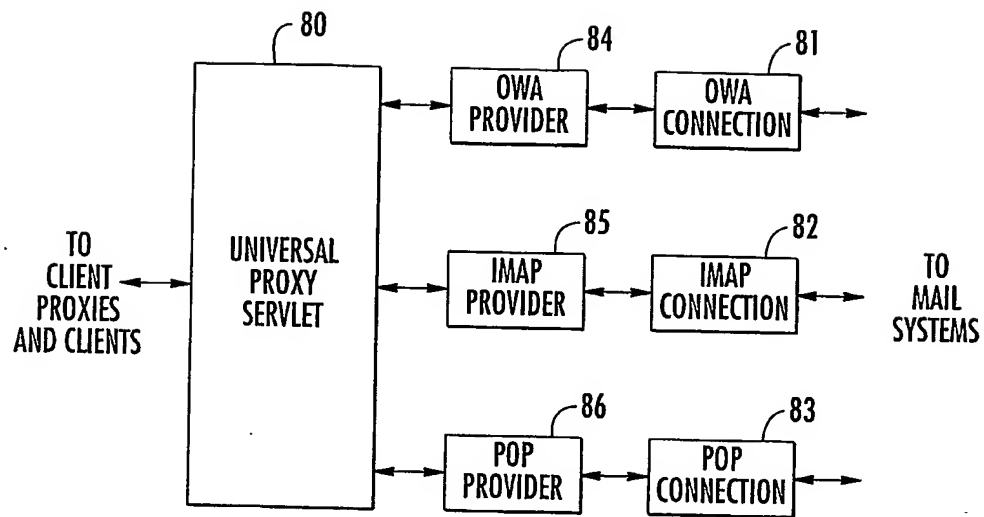 80
84
81
OWA
PROVIDER
OWA
CONNECTION
TO
CLIENT
PROXIES
AND CLIENTS
UNIVERSAL
PROXY
SERVLET
85
82
IMAP
PROVIDER
IMAP
CONNECTION
TO
MAIL
SYSTEMS
86
83
POP
PROVIDER
POP
CONNECTION